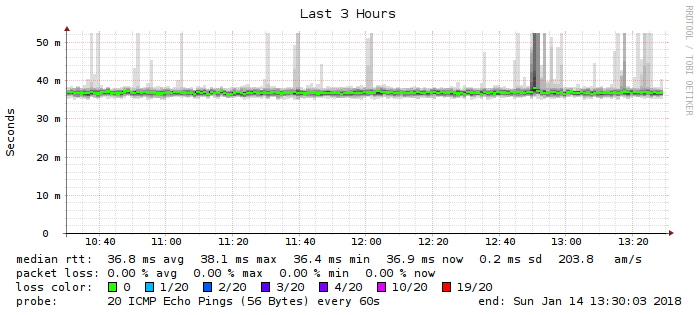 Last 3 Hours
RRDTOOL / TOBI OETIKER
Seconds
50 m
40 m
30 m
20 m
10 m
0
10:40 11:00 11:20 11:40 12:00 12:20 12:40 13:00 13:20
median rtt: 36.8 ms avg 38.1 ms max 36.4 ms min 36.9 ms now 0.2 ms sd 203.8 am/s
packet loss: 0.00 % avg 0.00 % max 0.00 % min 0.00 % now
loss color: 0 1/20 2/20 3/20 4/20 10/20 19/20
probe: 20 ICMP Echo Pings (56 Bytes) every 60s end: Sun Jan 14 13:30:03 2018